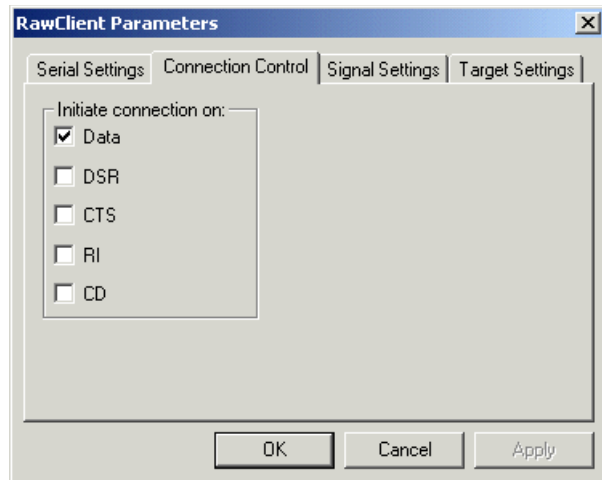 RawClient Parameters
Serial Settings Connection Control Signal Settings Target Settings
Initiate connection on:
Data
DSR
CTS
RI
CD
OK Cancel Apply